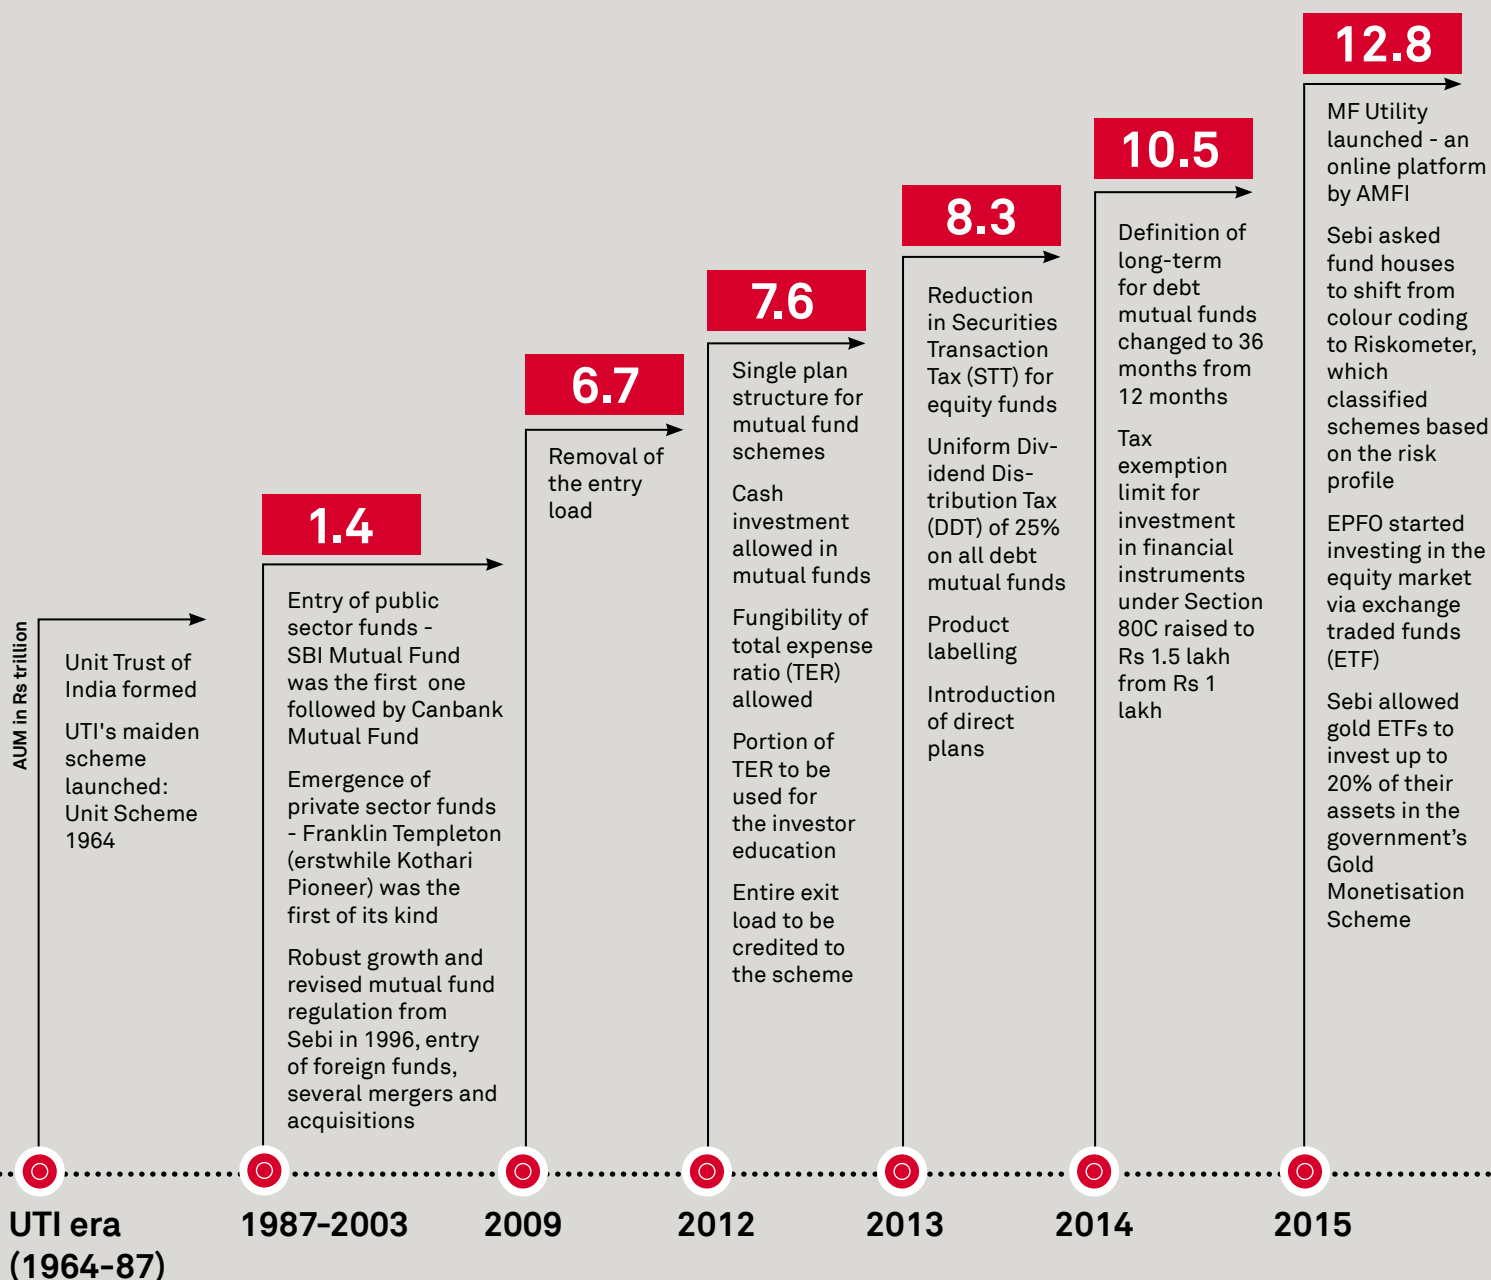 AUM in Rs trillion
Unit Trust of
India formed
UTI's maiden
scheme
launched:
Unit Scheme
1964
UTI era
(1964-87)
1.4
Entry of public
sector funds -
SBI Mutual Fund
was the first one
followed by Canbank
Mutual Fund
Emergence of
private sector funds
- Franklin Templeton
(erstwhile Kothari
Pioneer) was the
first of its kind
Robust growth and
revised mutual fund
regulation from
Sebi in 1996, entry
of foreign funds,
several mergers and
acquisitions
1987-2003
6.7
Removal of
the entry
load
2009
7.6
Single plan
structure for
mutual fund
schemes
Cash
investment
allowed in
mutual funds
Fungibility of
total expense
ratio (TER)
allowed
Portion of
TER to be
used for
the investor
education
Entire exit
load to be
credited to
the scheme
2012
8.3
Reduction
in Securities
Transaction
Tax (STT) for
equity funds
Uniform Div-
idend Dis-
tribution Tax
(DDT) of 25%
on all debt
mutual funds
Product
labelling
Introduction
of direct
plans
2013
10.5
Definition of
long-term
for debt
mutual funds
changed to 36
months from
12 months
Tax
exemption
limit for
investment
in financial
instruments
under Section
80C raised to
Rs 1.5 lakh
from Rs 1
lakh
2014
12.8
MF Utility
launched - an
online platform
by AMFI
Sebi asked
fund houses
to shift from
colour coding
to Riskometer,
which
classified
schemes based
on the risk
profile
EPFO started
investing in the
equity market
via exchange
traded funds
(ETF)
Sebi allowed
gold ETFs to
invest up to
20% of their
assets in the
government's
Gold
Monetisation
Scheme
2015